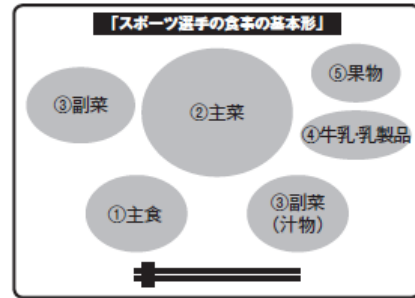 「スポーツ選手の食事の基本形」
⑤果物
③副菜
②主菜
④牛乳・乳製品
①主食
③副菜
(汁物)